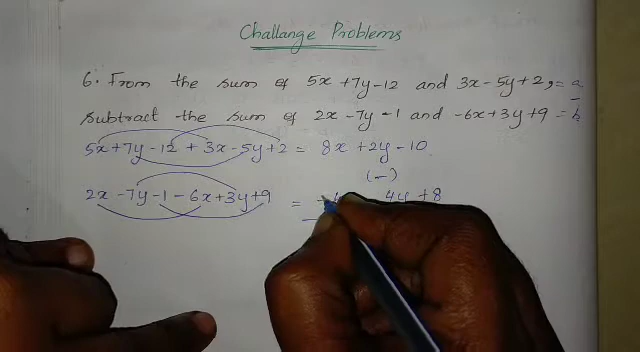 Challange Problems
6. From the sum of 5x + 7y - 12 and 3x - 5y + 2, = a
subtract the sum of 2x - 7y - 1 and -6x + 3y + 9 = b
5x + 7y - 12 + 3x - 5y + 2 = 8x + 2y - 10
(-)
2x - 7y - 1 - 6x + 3y + 9 = 4y + 8